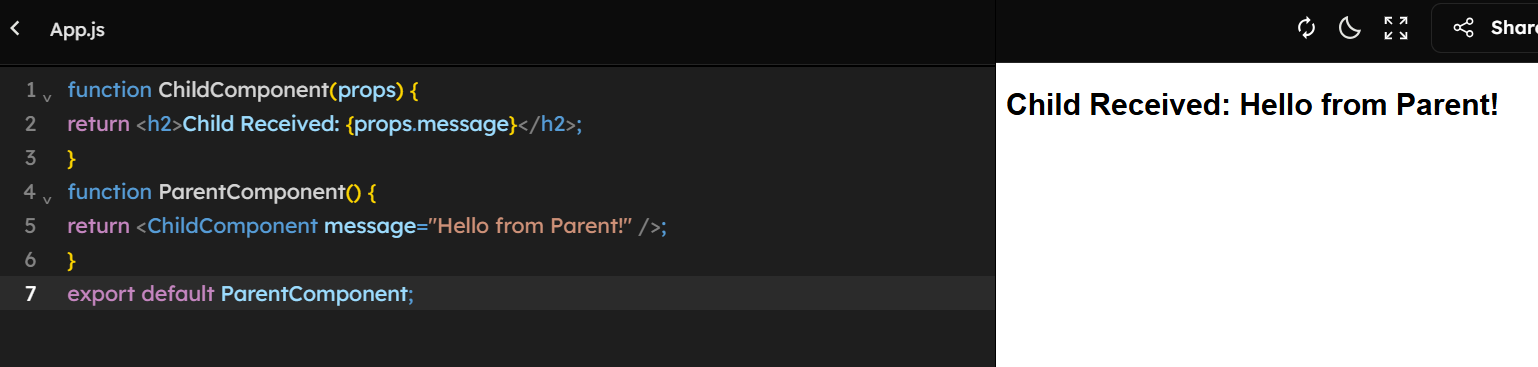 App.js
Share
1 function ChildComponent(props) {
2 return <h2>Child Received: {props.message}</h2>;
3 }
4 function ParentComponent() {
5 return <ChildComponent message="Hello from Parent!" />;
6 }
7 export default ParentComponent;
Child Received: Hello from Parent!